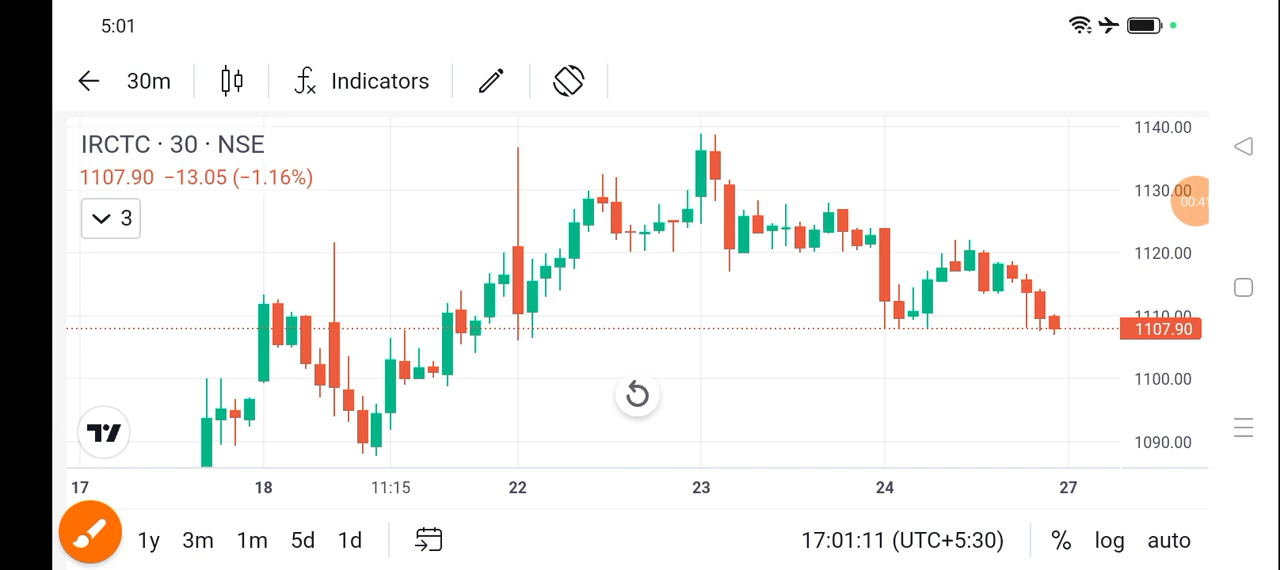 5:01
30m
fx Indicators
IRCTC · 30 · NSE
1107.90 −13.05 (−1.16%)
3
1140.00
1130.00
00:41
1120.00
1110.00
1107.90
1100.00
1090.00
17 18 11:15 22 23 24 27
1y 3m 1m 5d 1d 17:01:11 (UTC+5:30) % log auto